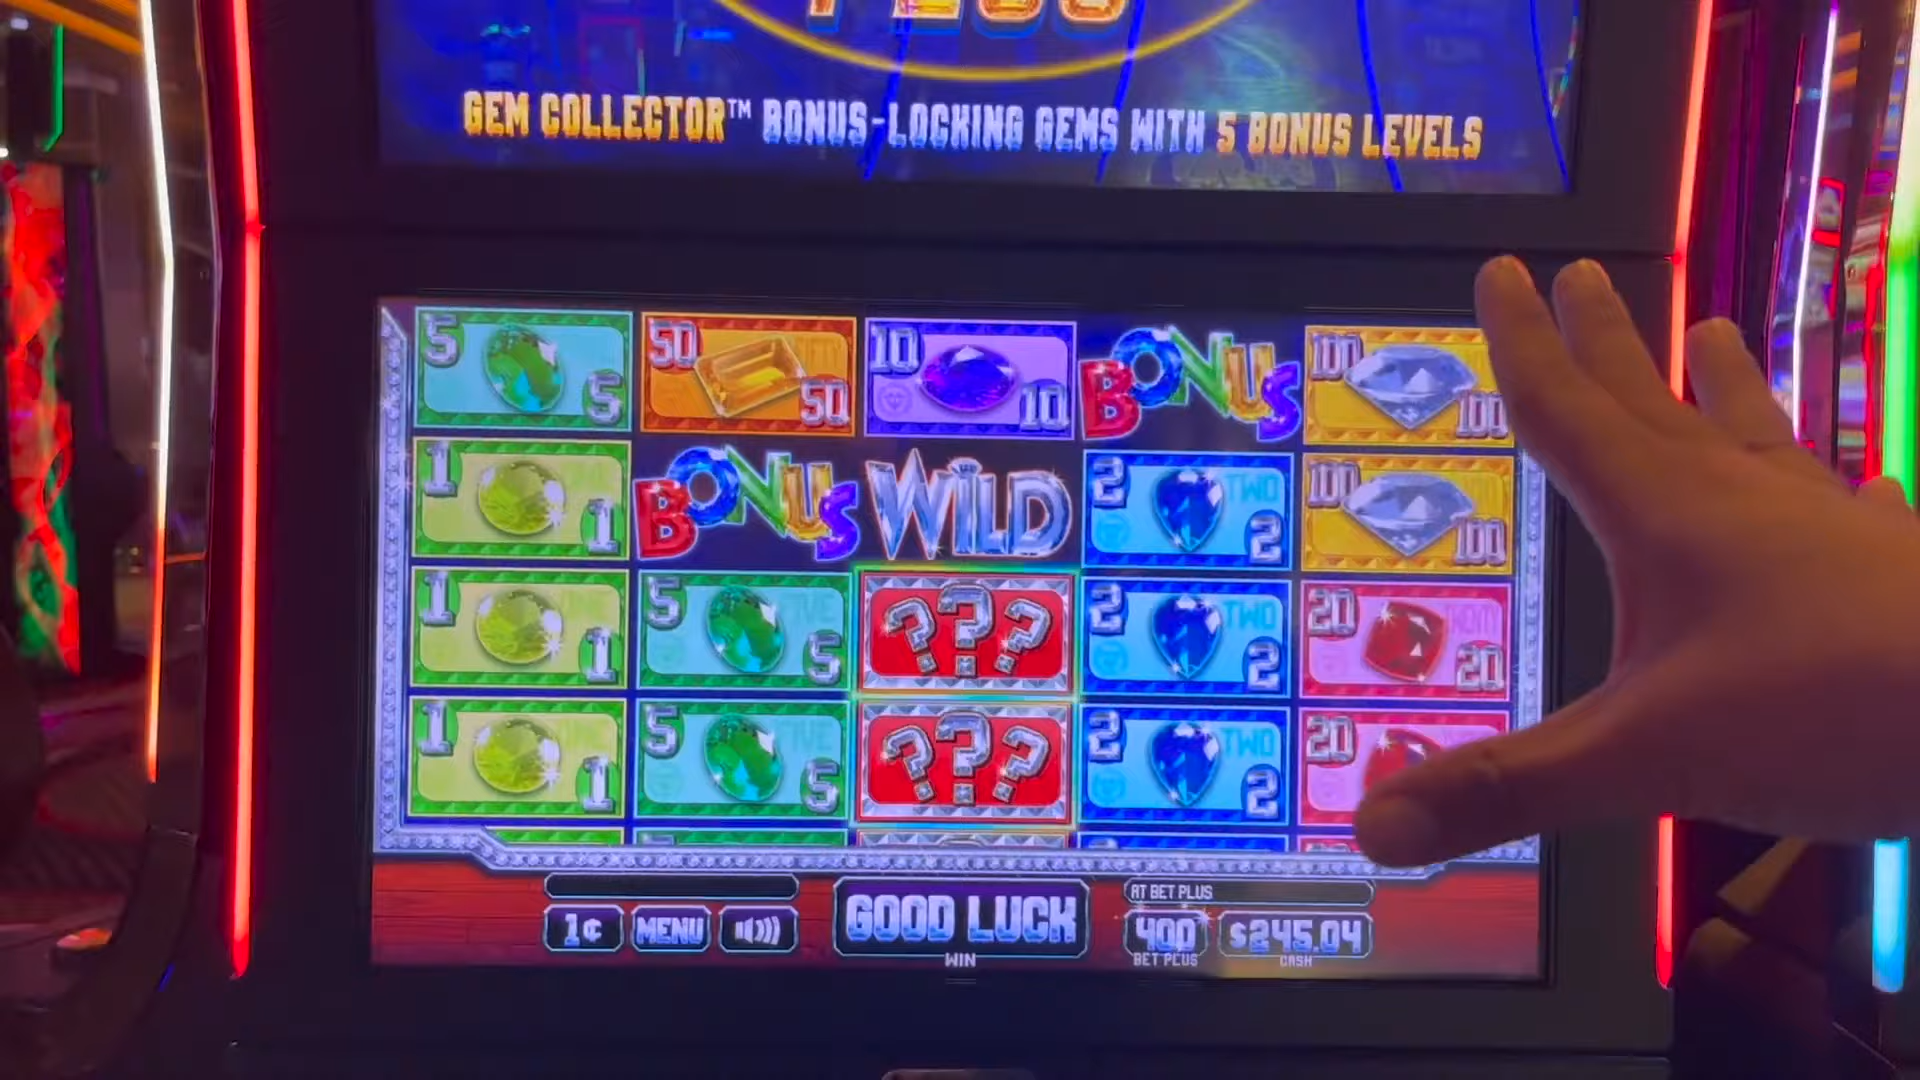 GEM COLLECTOR™ BONUS-LOCKING GEMS WITH 5 BONUS LEVELS
5 5 50 50 10 10 BONUS 100 100
1 1 BONUS WILD 2 TWO 2 100 100
1 1 5 FIVE 5 ??? 2 TWO 2 20 20
1 1 5 FIVE 5 ??? 2 TWO 2 20
AT BET PLUS
1¢ MENU GOOD LUCK 400 $245.04
WIN BET PLUS CASH